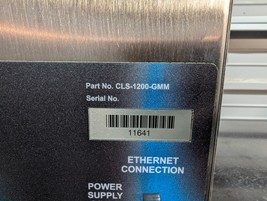 Part No. CLS-1200-GMM
Serial No.
11641
ETHERNET
CONNECTION
POWER
SUPPLY